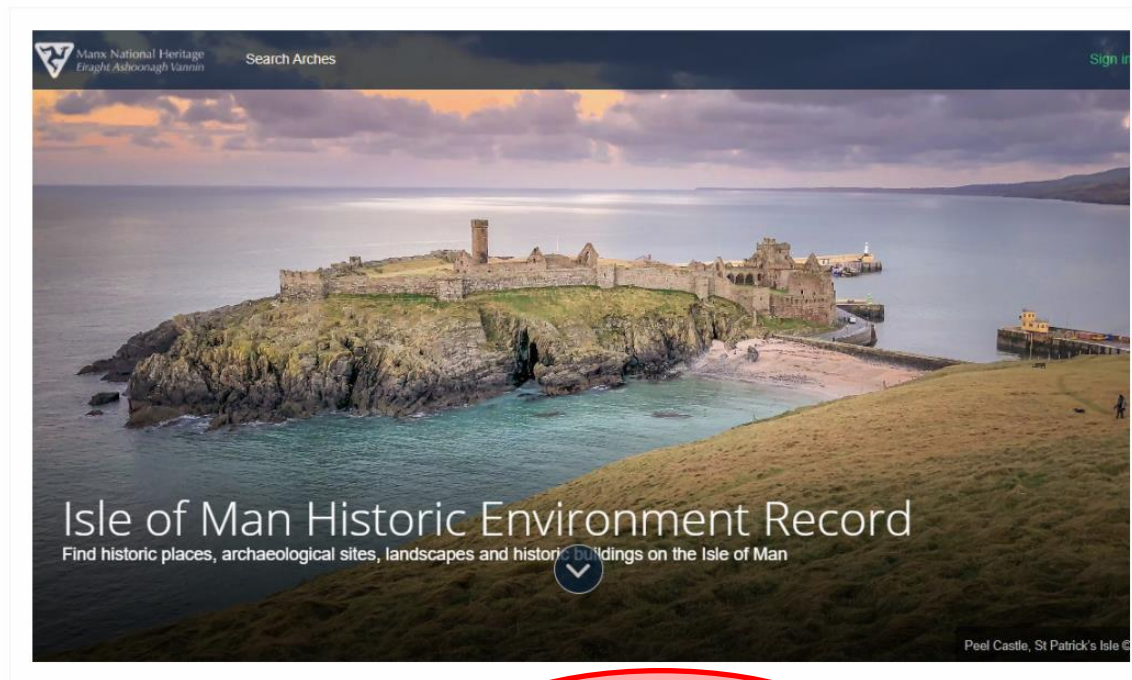 Manx National Heritage
Eiraght Ashoonagh Vannin
Search Arches
Sign in
Isle of Man Historic Environment Record
Find historic places, archaeological sites, landscapes and historic buildings on the Isle of Man
Peel Castle, St Patrick's Isle ©